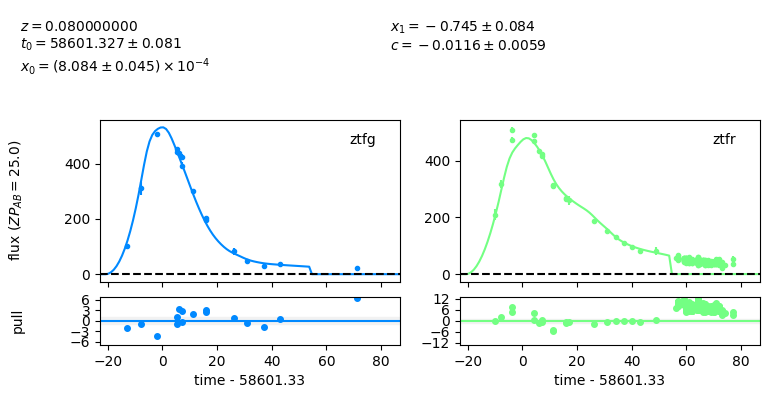 z = 0.080000000
t₀ = 58601.327 ± 0.081
x₀ = (8.084 ± 0.045) × 10⁻⁴
x₁ = −0.745 ± 0.084
c = −0.0116 ± 0.0059
flux (ZP_AB = 25.0)
ztfg
400
200
0
ztfr
400
200
0
pull
6
3
0
−3
−6
−20 0 20 40 60 80
time - 58601.33
12
6
0
−6
−12
−20 0 20 40 60 80
time - 58601.33